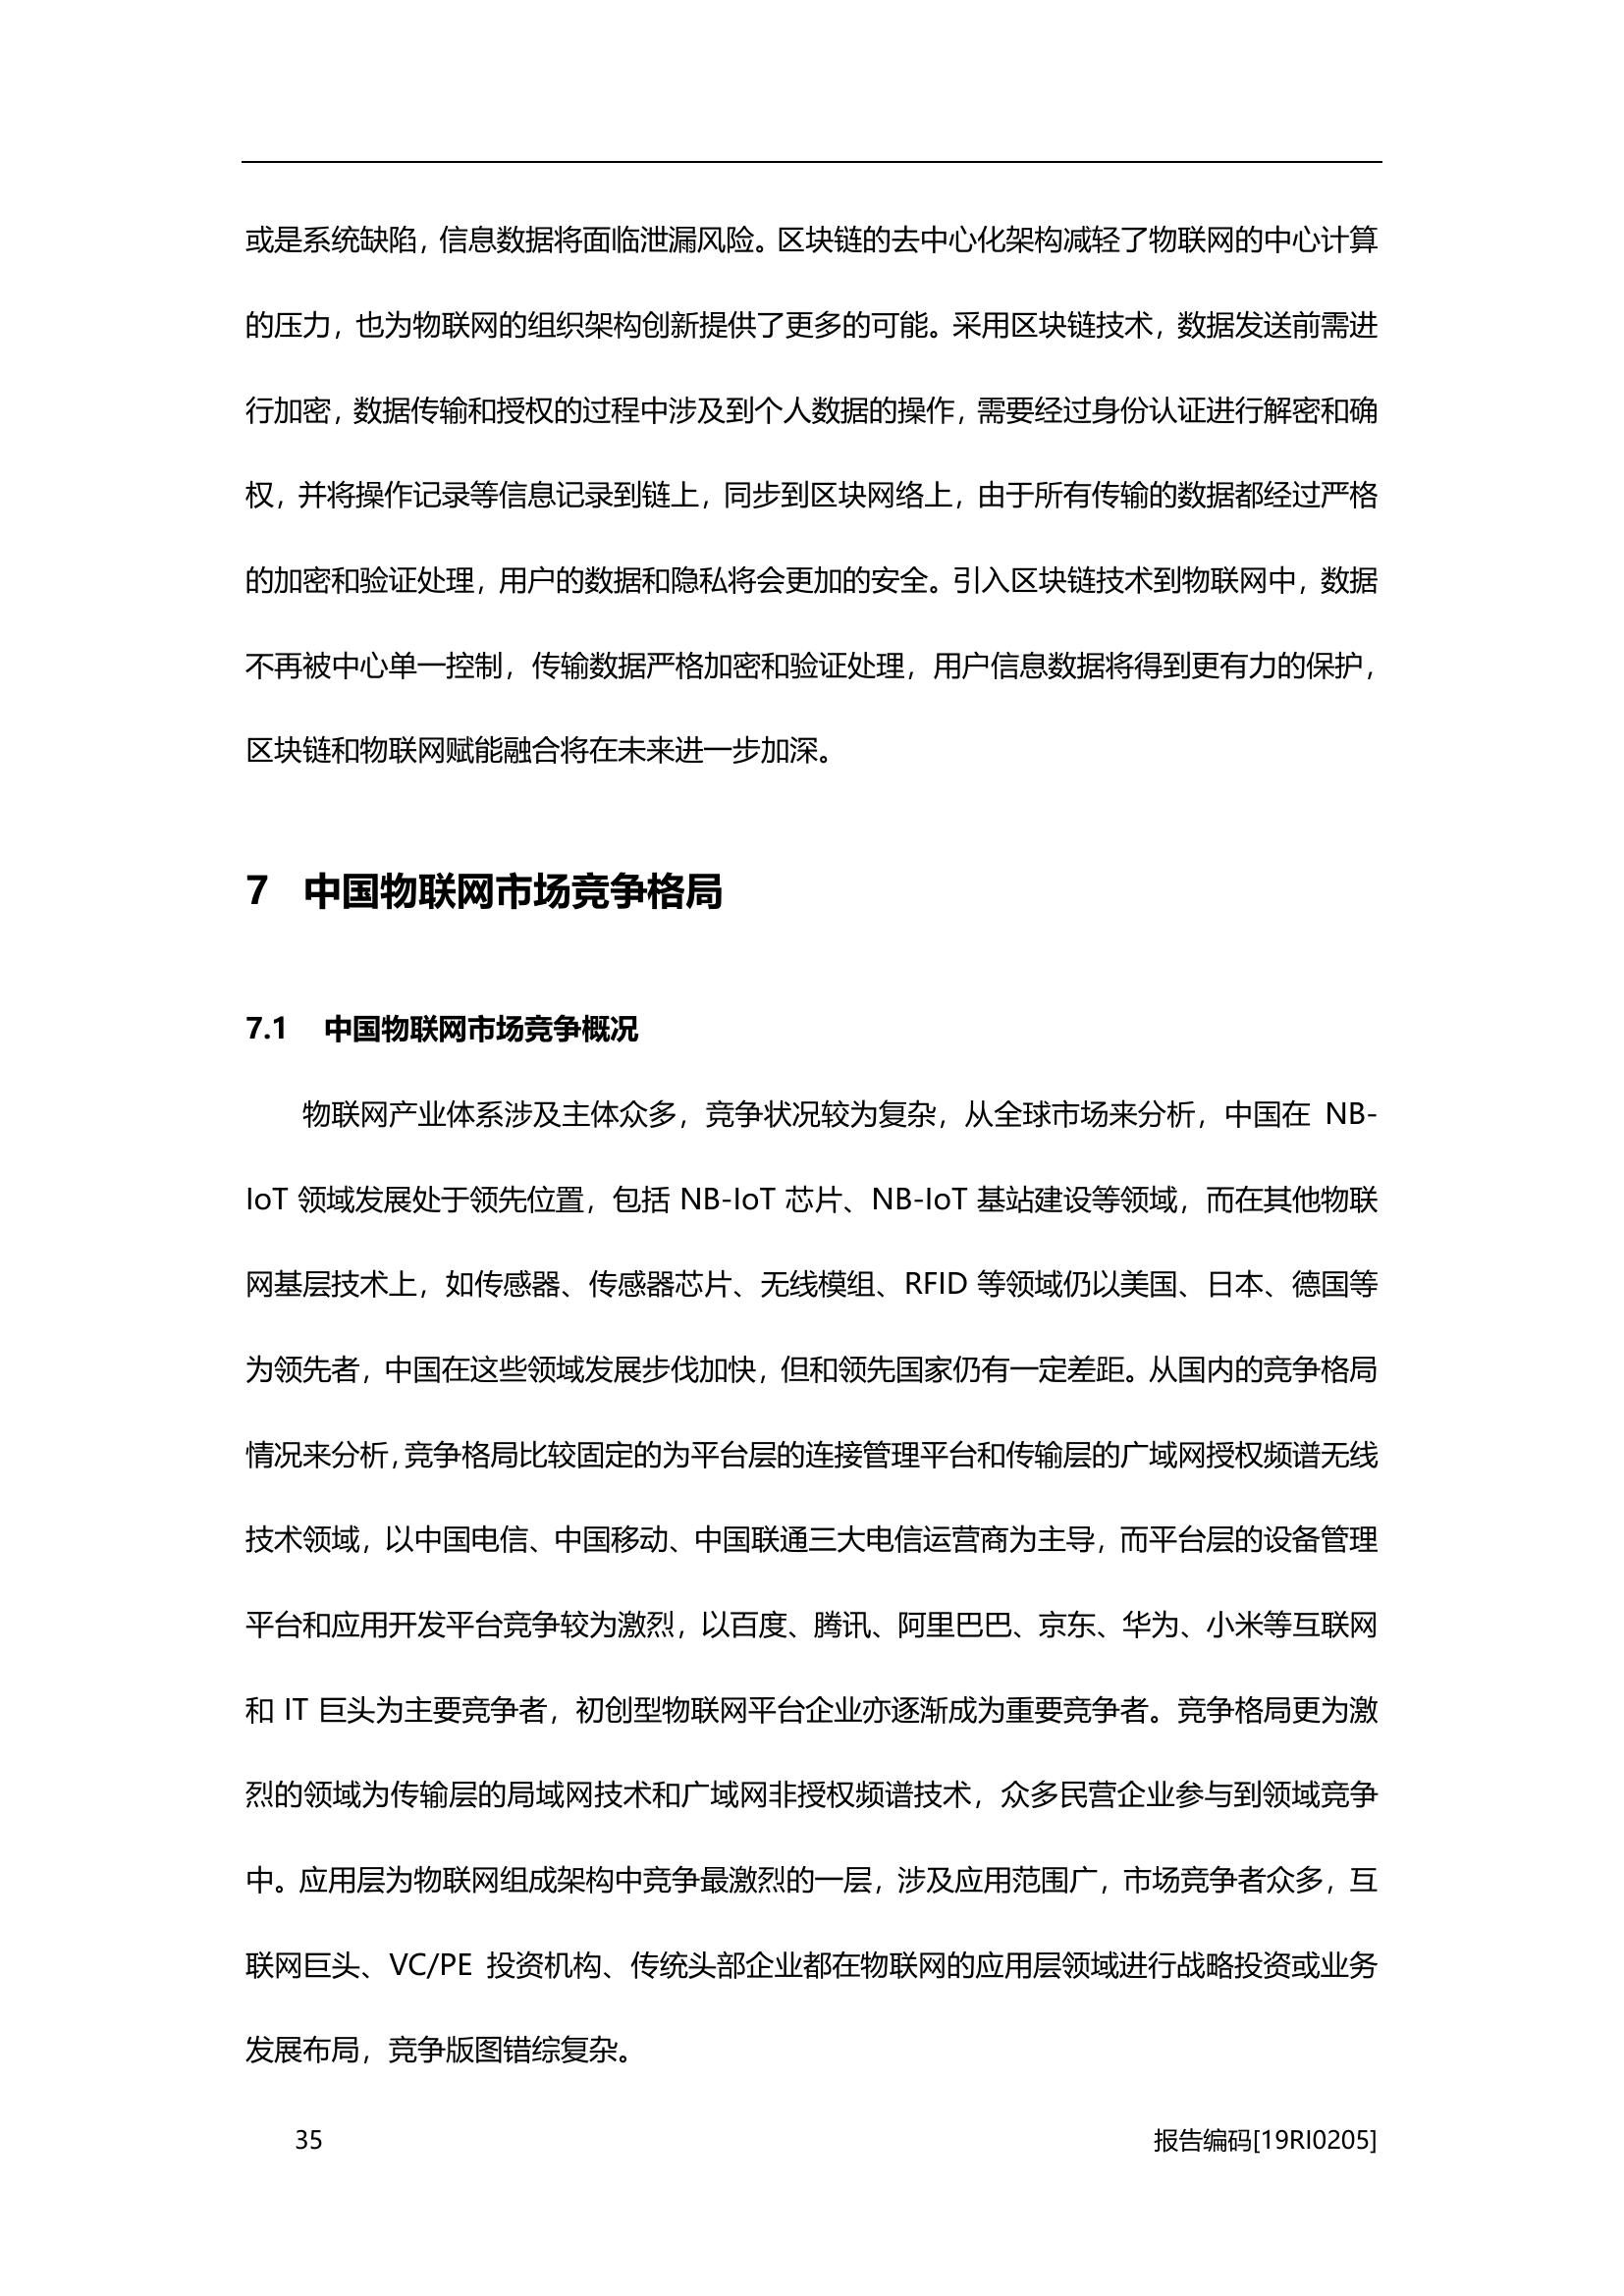 或是系统缺陷，信息数据将面临泄漏风险。区块链的去中心化架构减轻了物联网的中心计算
的压力，也为物联网的组织架构创新提供了更多的可能。采用区块链技术，数据发送前需进
行加密，数据传输和授权的过程中涉及到个人数据的操作，需要经过身份认证进行解密和确
权，并将操作记录等信息记录到链上，同步到区块网络上，由于所有传输的数据都经过严格
的加密和验证处理，用户的数据和隐私将会更加的安全。引入区块链技术到物联网中，数据
不再被中心单一控制，传输数据严格加密和验证处理，用户信息数据将得到更有力的保护，
区块链和物联网赋能融合将在未来进一步加深。
7 中国物联网市场竞争格局
7.1 中国物联网市场竞争概况
物联网产业体系涉及主体众多，竞争状况较为复杂，从全球市场来分析，中国在 NB-
IoT 领域发展处于领先位置，包括 NB-IoT 芯片、NB-IoT 基站建设等领域，而在其他物联
网基层技术上，如传感器、传感器芯片、无线模组、RFID 等领域仍以美国、日本、德国等
为领先者，中国在这些领域发展步伐加快，但和领先国家仍有一定差距。从国内的竞争格局
情况来分析，竞争格局比较固定的为平台层的连接管理平台和传输层的广域网授权频谱无线
技术领域，以中国电信、中国移动、中国联通三大电信运营商为主导，而平台层的设备管理
平台和应用开发平台竞争较为激烈，以百度、腾讯、阿里巴巴、京东、华为、小米等互联网
和 IT 巨头为主要竞争者，初创型物联网平台企业亦逐渐成为重要竞争者。竞争格局更为激
烈的领域为传输层的局域网技术和广域网非授权频谱技术，众多民营企业参与到领域竞争
中。应用层为物联网组成架构中竞争最激烈的一层，涉及应用范围广，市场竞争者众多，互
联网巨头、VC/PE 投资机构、传统头部企业都在物联网的应用层领域进行战略投资或业务
发展布局，竞争版图错综复杂。
35 报告编码[19RI0205]